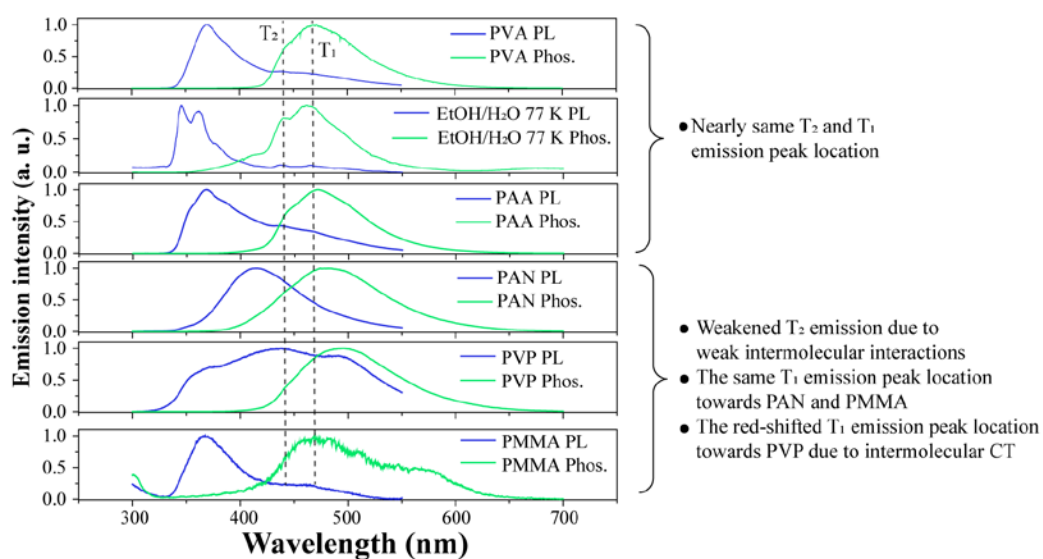 Emission intensity (a. u.)
1.0
0.5
0.0
T₂
T₁
PVA PL
PVA Phos.
1.0
0.5
0.0
EtOH/H₂O 77 K PL
EtOH/H₂O 77 K Phos.
1.0
0.5
0.0
PAA PL
PAA Phos.
● Nearly same T₂ and T₁
emission peak location
1.0
0.5
0.0
PAN PL
PAN Phos.
1.0
0.5
0.0
PVP PL
PVP Phos.
1.0
0.5
0.0
PMMA PL
PMMA Phos.
● Weakened T₂ emission due to
weak intermolecular interactions
● The same T₁ emission peak location
towards PAN and PMMA
● The red-shifted T₁ emission peak location
towards PVP due to intermolecular CT
300 400 500 600 700
Wavelength (nm)